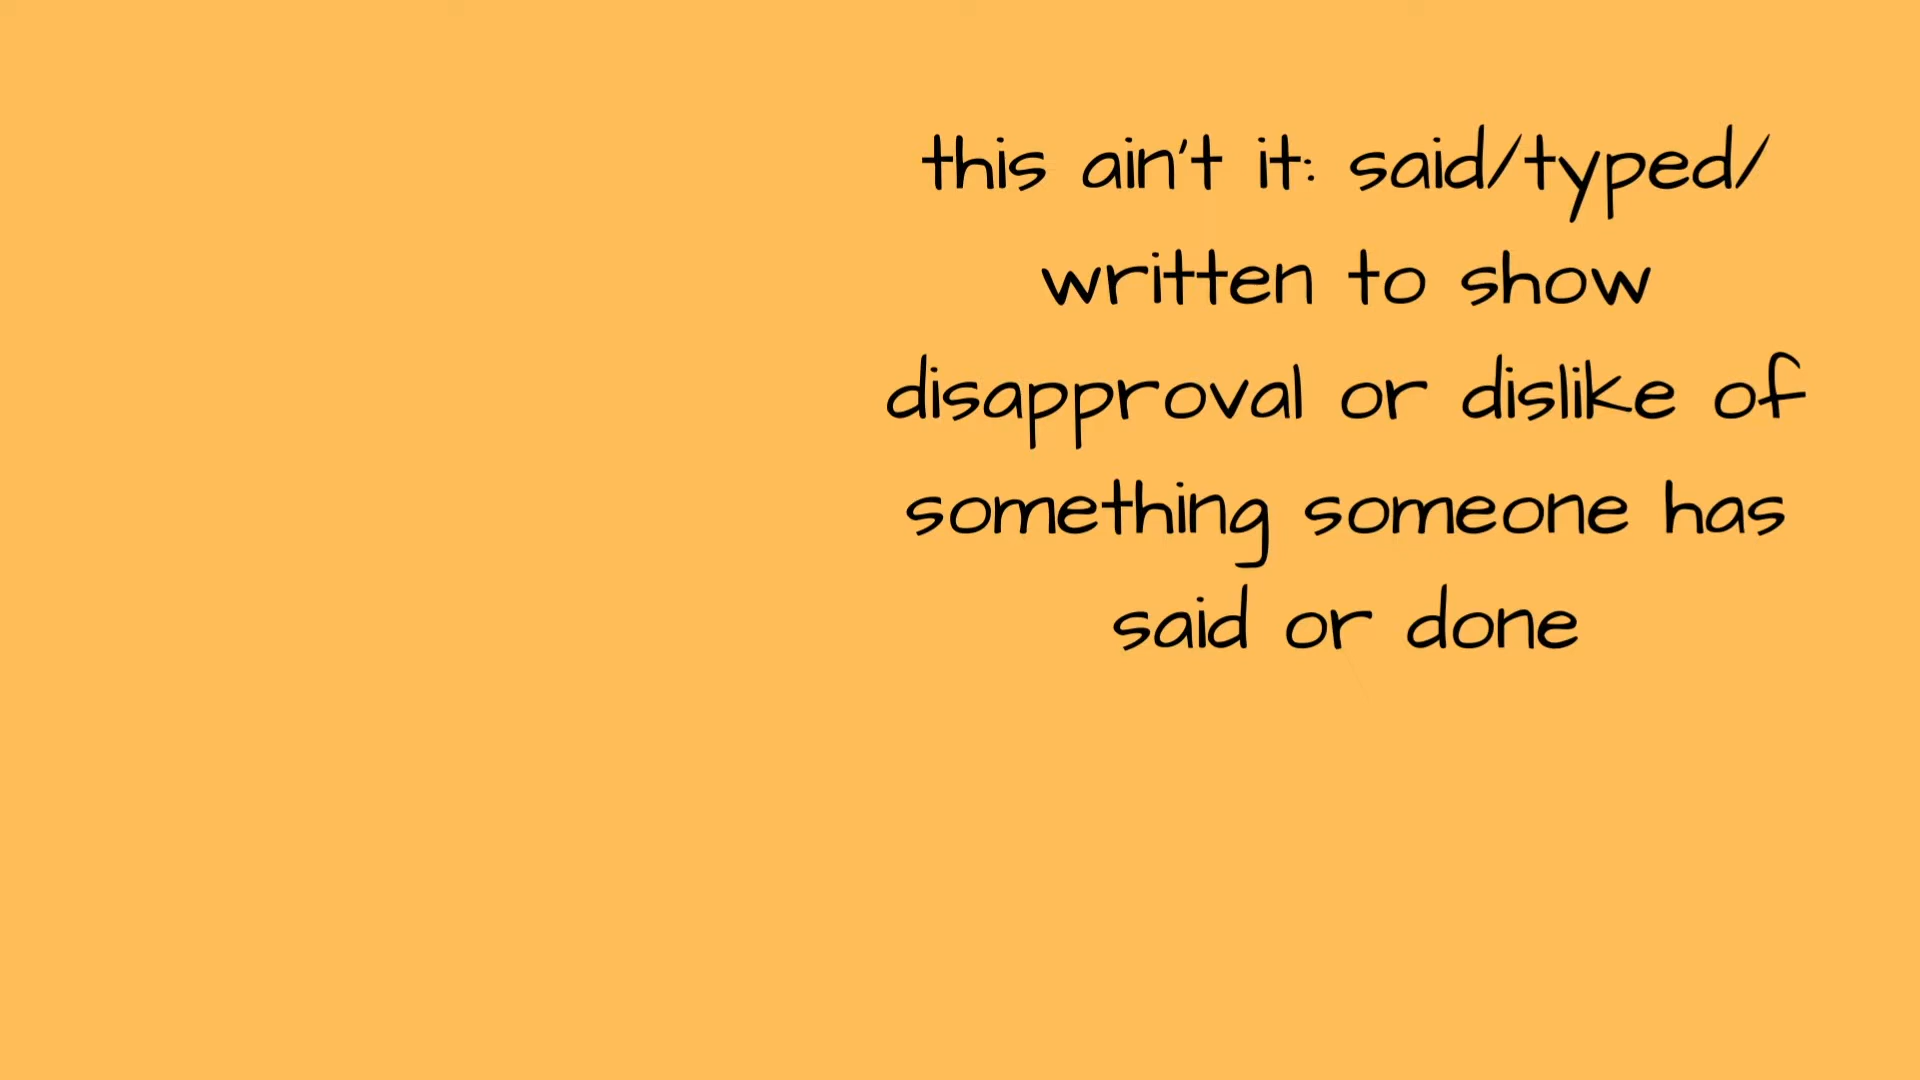 this ain't it: said/typed/
written to show
disapproval or dislike of
something someone has
said or done